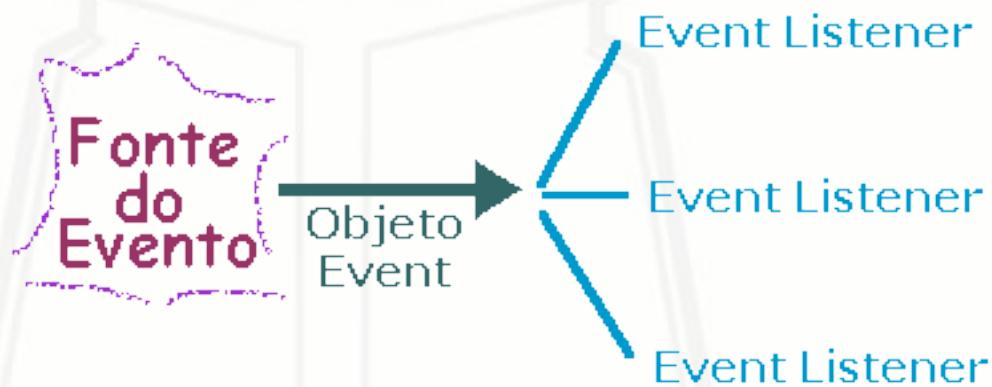 Fonte
do
Evento
Objeto
Event
Event Listener
Event Listener
Event Listener